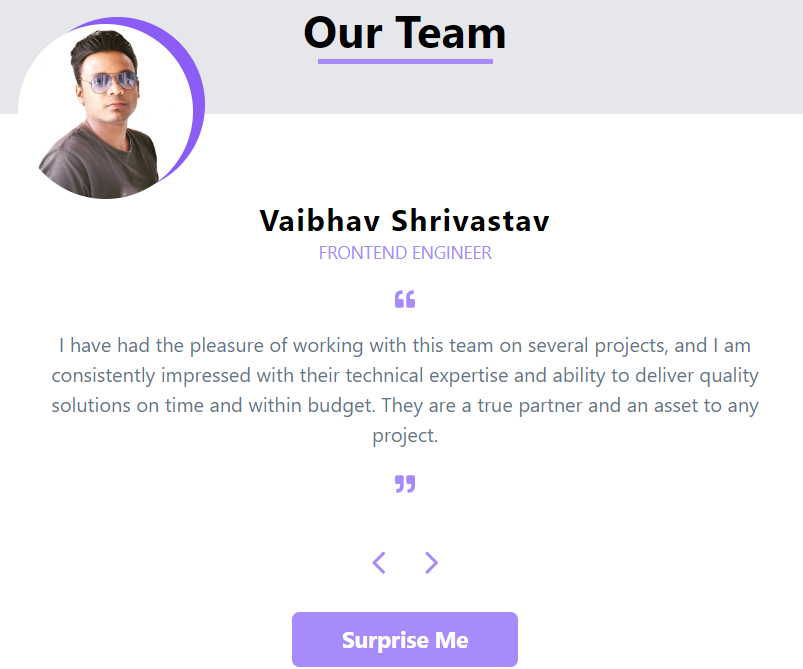 Our Team
Vaibhav Shrivastav
FRONTEND ENGINEER
“
I have had the pleasure of working with this team on several projects, and I am
consistently impressed with their technical expertise and ability to deliver quality
solutions on time and within budget. They are a true partner and an asset to any
project.
”
Surprise Me